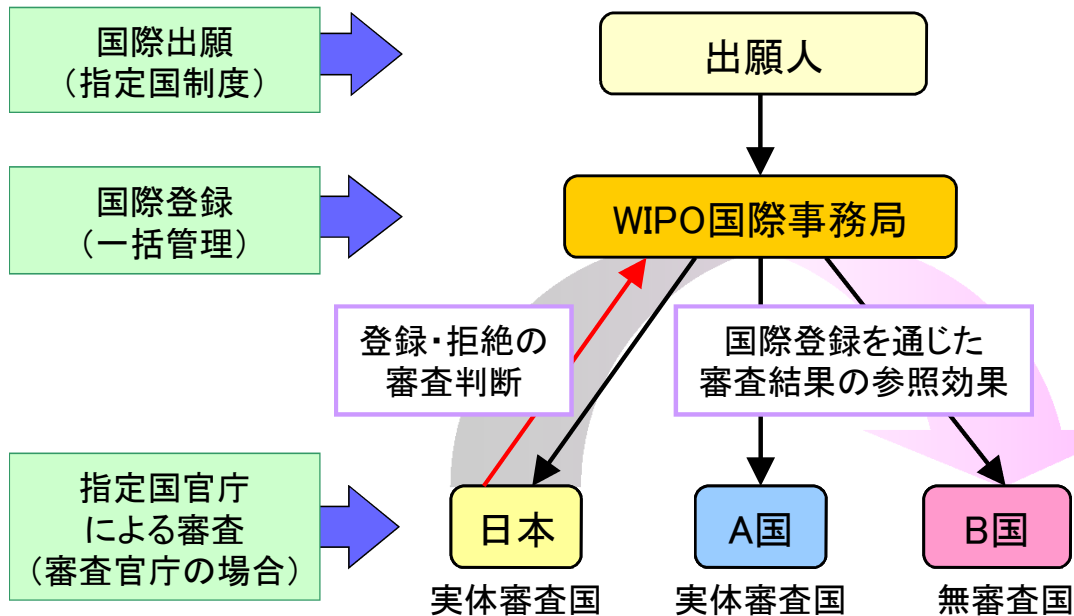 国際出願
（指定国制度）
出願人
国際登録
（一括管理）
WIPO国際事務局
登録・拒絶の
審査判断
国際登録を通じた
審査結果の参照効果
指定国官庁
による審査
（審査官庁の場合）
日本
A国
B国
実体審査国
実体審査国
無審査国